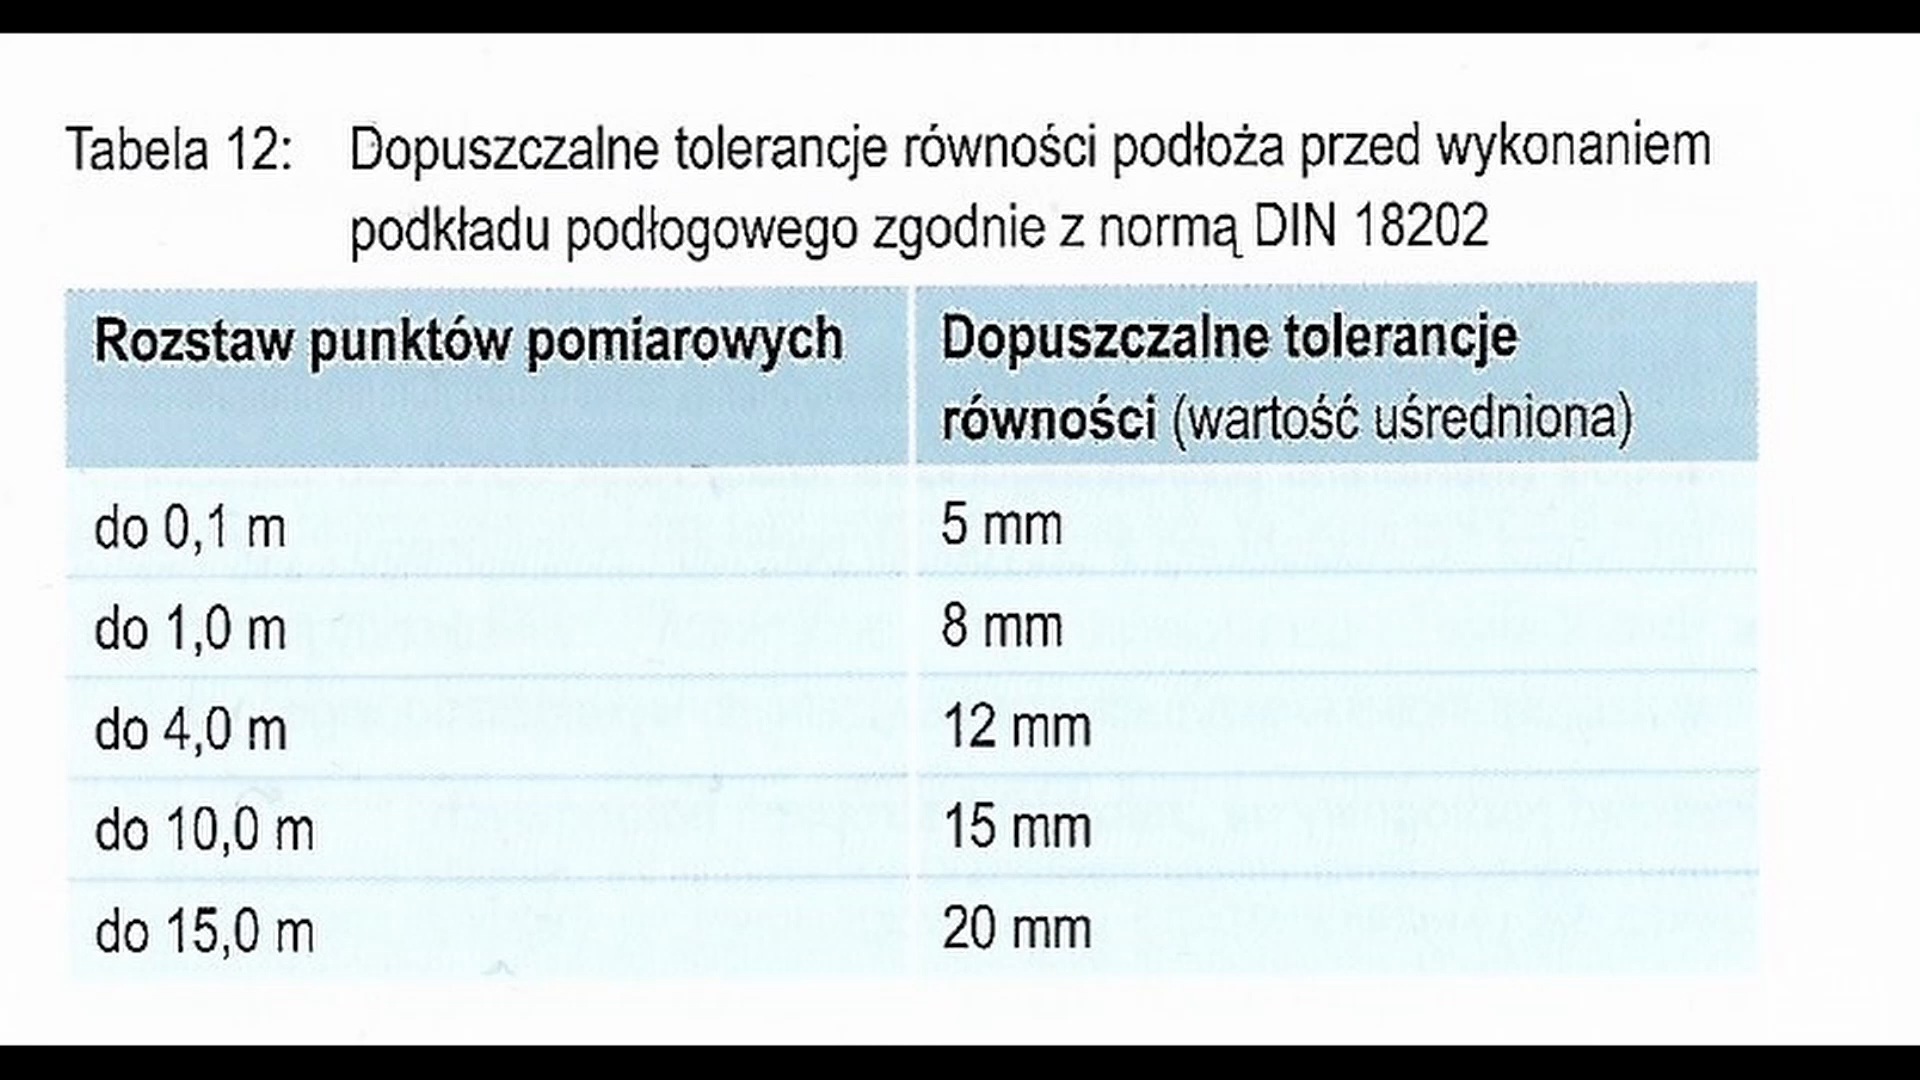 Tabela 12: Dopuszczalne tolerancje równości podłoża przed wykonaniem
podkładu podłogowego zgodnie z normą DIN 18202
Rozstaw punktów pomiarowych
Dopuszczalne tolerancje
równości (wartość uśredniona)
do 0,1 m 5 mm
do 1,0 m 8 mm
do 4,0 m 12 mm
do 10,0 m 15 mm
do 15,0 m 20 mm